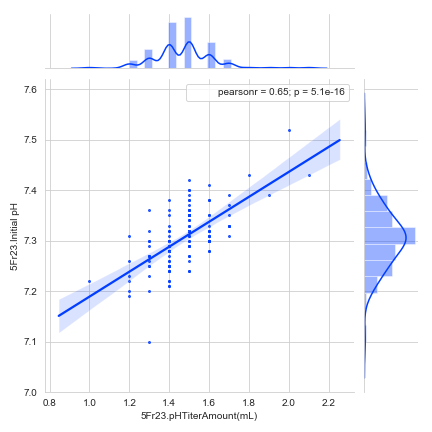 pearsonr = 0.65; p = 5.1e-16
7.6
7.5
7.4
7.3
7.2
7.1
7.0
5Fr23.Initial pH
0.8 1.0 1.2 1.4 1.6 1.8 2.0 2.2
5Fr23.pHTiterAmount(mL)